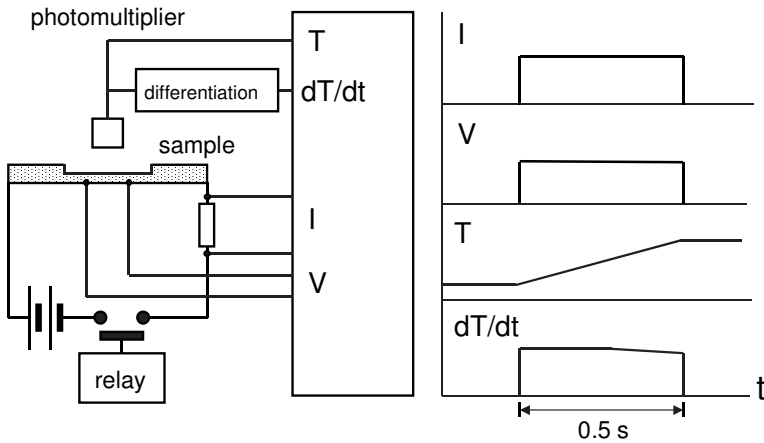 photomultiplier
T
differentiation
dT/dt
sample
I
V
relay
I
V
T
dT/dt
t
0.5 s